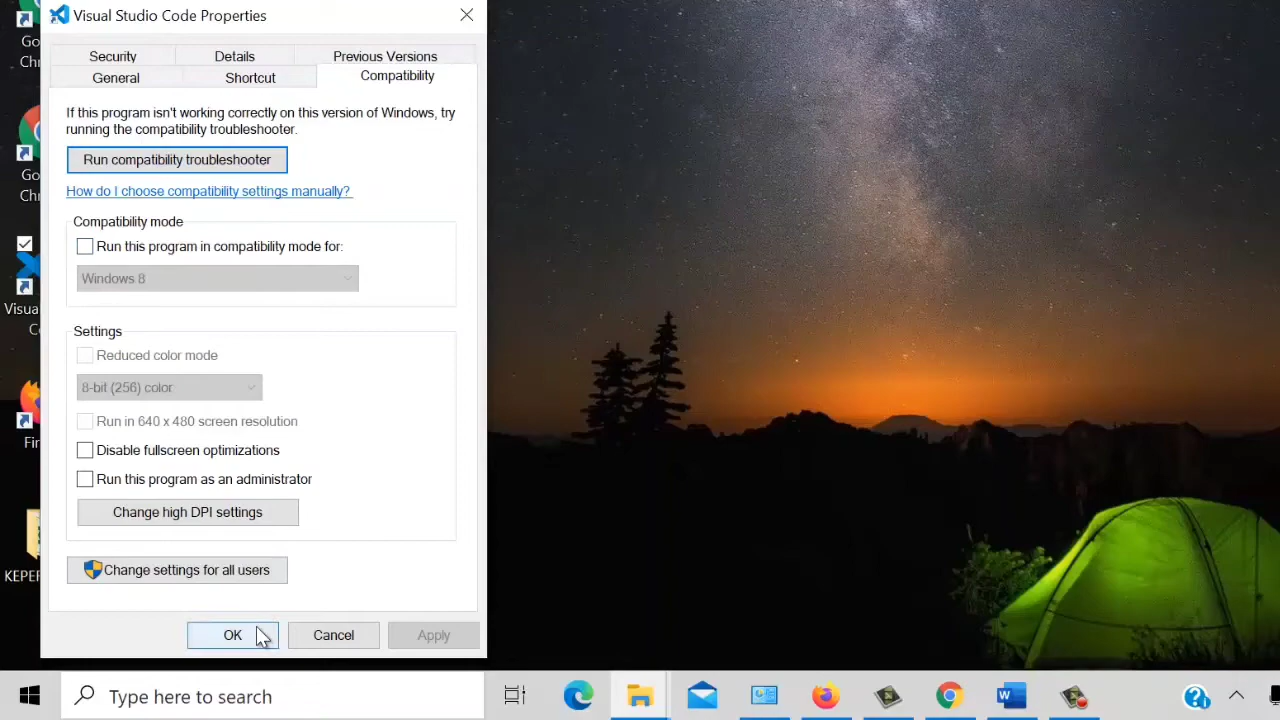 Visual Studio Code Properties
Security
Details
Previous Versions
General
Shortcut
Compatibility
If this program isn't working correctly on this version of Windows, try
running the compatibility troubleshooter.
Run compatibility troubleshooter
How do I choose compatibility settings manually?
Compatibility mode
Run this program in compatibility mode for:
Windows 8
Settings
Reduced color mode
8-bit (256) color
Run in 640 x 480 screen resolution
Disable fullscreen optimizations
Run this program as an administrator
Change high DPI settings
Change settings for all users
OK
Cancel
Apply
Go
Chr
Go
Chr
Visual
Co
Fir
KEPER
Type here to search